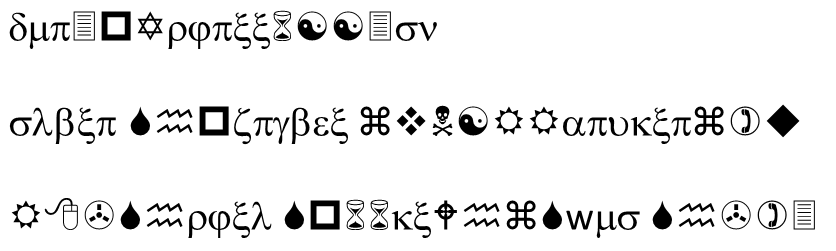 δμπ🗏◻✡ρφπξξ⌛☯☯🗏σν
σλβξπ 💧♒◻ζπγβεξ ⌘❖☠☯☼☼απυκξπ⌘✆◆
☼🖰✇💧♒ρφξλ 💧◻⌛⌛κξ🕈♒⌘💧wμσ 💧♒✇✆🗏